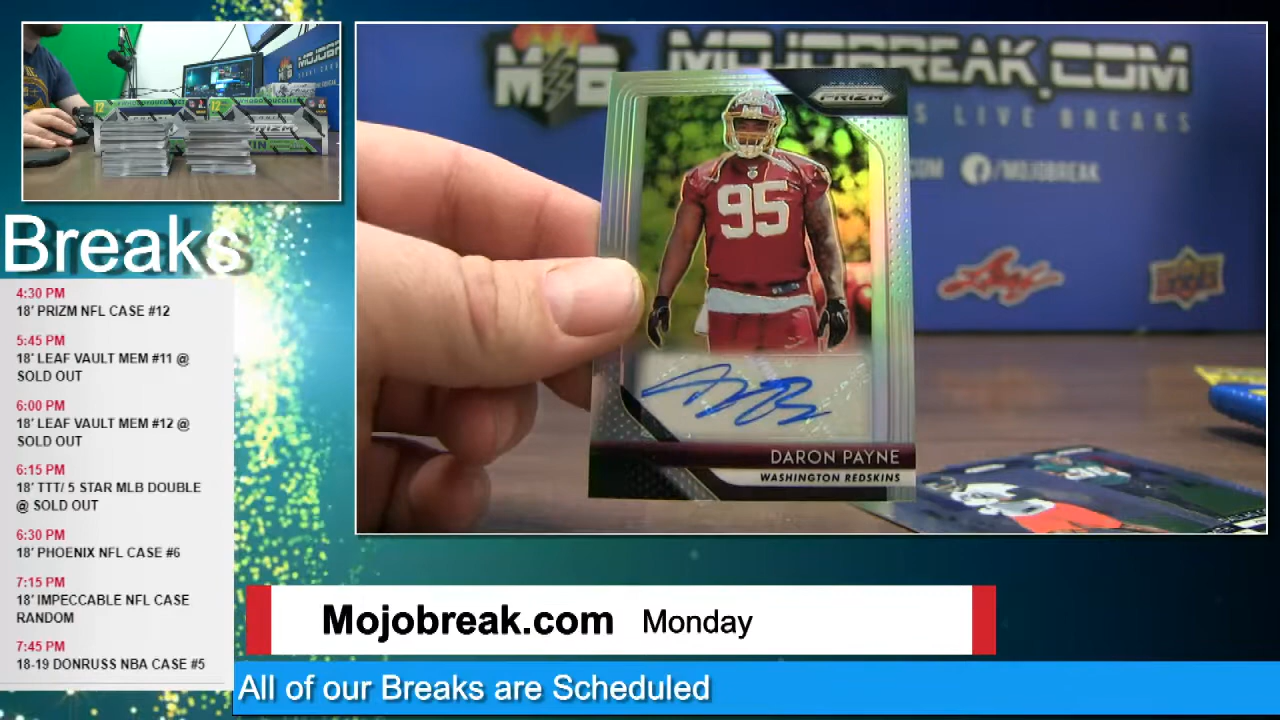 Breaks
4:30 PM
18' PRIZM NFL CASE #12
5:45 PM
18' LEAF VAULT MEM #11 @
SOLD OUT
6:00 PM
18' LEAF VAULT MEM #12 @
SOLD OUT
6:15 PM
18' TTT/ 5 STAR MLB DOUBLE
@ SOLD OUT
6:30 PM
18' PHOENIX NFL CASE #6
7:15 PM
18' IMPECCABLE NFL CASE
RANDOM
7:45 PM
18-19 DONRUSS NBA CASE #5
MB
MOJOBREAK.COM
S LIVE BREAKS
COM
/MOJOBREAK
Leaf
PRIZM
95
DARON PAYNE
WASHINGTON REDSKINS
Mojobreak.com Monday
All of our Breaks are Scheduled